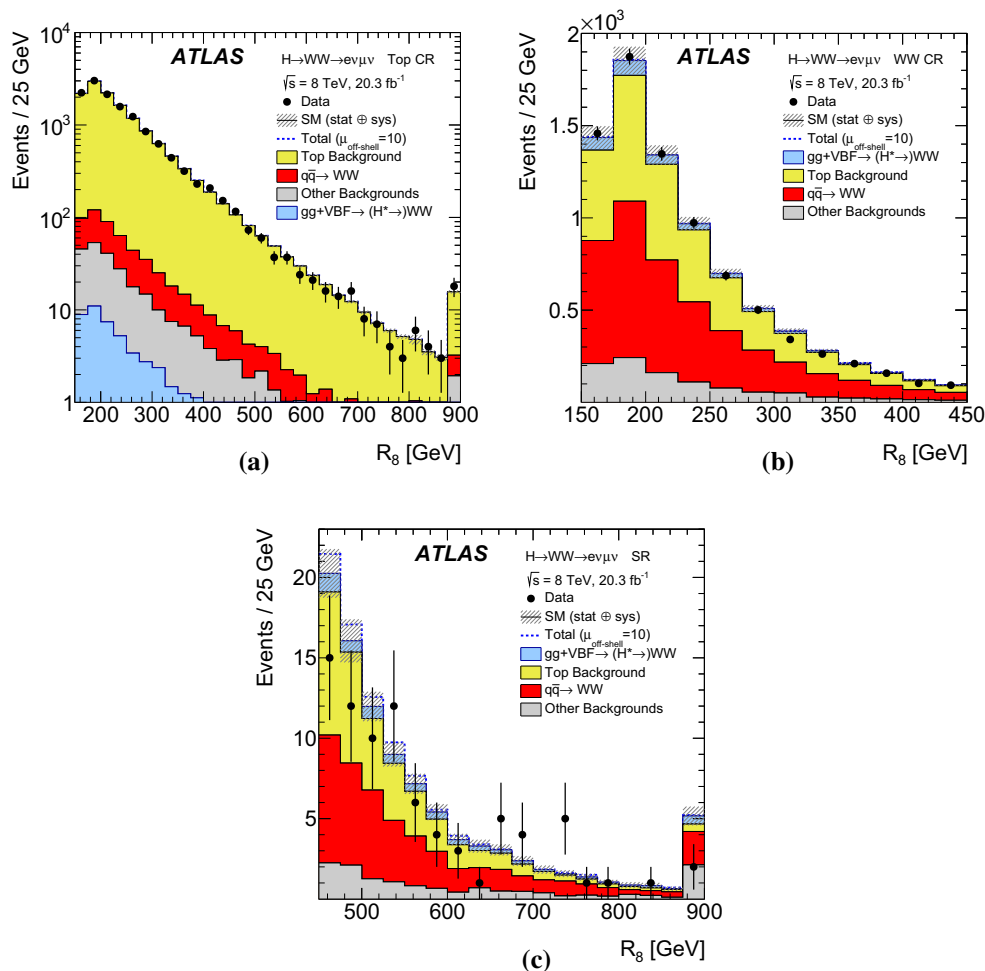 Events / 25 GeV
10⁴
10³
10²
10
1
ATLAS
H→WW→eνμν Top CR
√s = 8 TeV, 20.3 fb⁻¹
Data
SM (stat ⊕ sys)
Total (μoff-shell=10)
Top Background
qq̅→ WW
Other Backgrounds
gg+VBF→ (H*→)WW
200 300 400 500 600 700 800 900
R₈ [GeV]
(a)
×10³
Events / 25 GeV
2
1.5
1
0.5
ATLAS
H→WW→eνμν WW CR
√s = 8 TeV, 20.3 fb⁻¹
Data
SM (stat ⊕ sys)
Total (μoff-shell=10)
gg+VBF→ (H*→)WW
Top Background
qq̅→ WW
Other Backgrounds
150 200 250 300 350 400 450
R₈ [GeV]
(b)
Events / 25 GeV
20
15
10
5
ATLAS
H→WW→eνμν SR
√s = 8 TeV, 20.3 fb⁻¹
Data
SM (stat ⊕ sys)
Total (μoff-shell=10)
gg+VBF→ (H*→)WW
Top Background
qq̅→ WW
Other Backgrounds
500 600 700 800 900
R₈ [GeV]
(c)